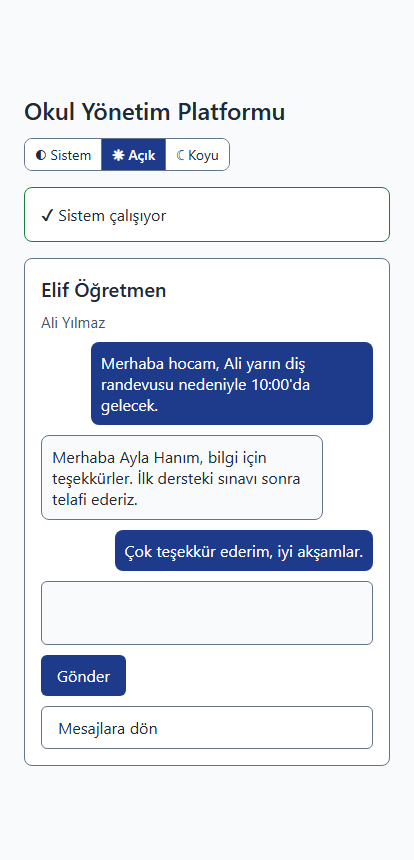 Okul Yönetim Platformu
◐ Sistem
✸ Açık
☾ Koyu
✓ Sistem çalışıyor
Elif Öğretmen
Ali Yılmaz
Merhaba hocam, Ali yarın diş
randevusu nedeniyle 10:00'da
gelecek.
Merhaba Ayla Hanım, bilgi için
teşekkürler. İlk dersteki sınavı sonra
telafi ederiz.
Çok teşekkür ederim, iyi akşamlar.
Gönder
Mesajlara dön